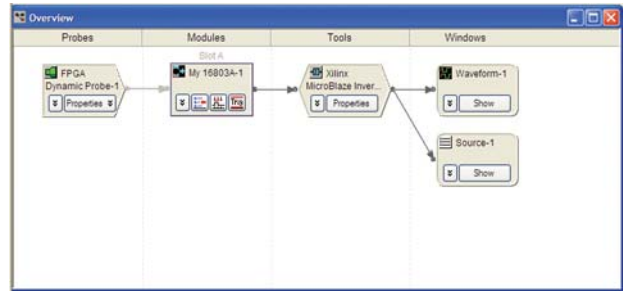 Overview
Probes Modules Tools Windows
Slot A
FPGA
Dynamic Probe-1
Properties
My 16803A-1
Trig
Xilinx
MicroBlaze Inver...
Properties
Waveform-1
Show
Source-1
Show